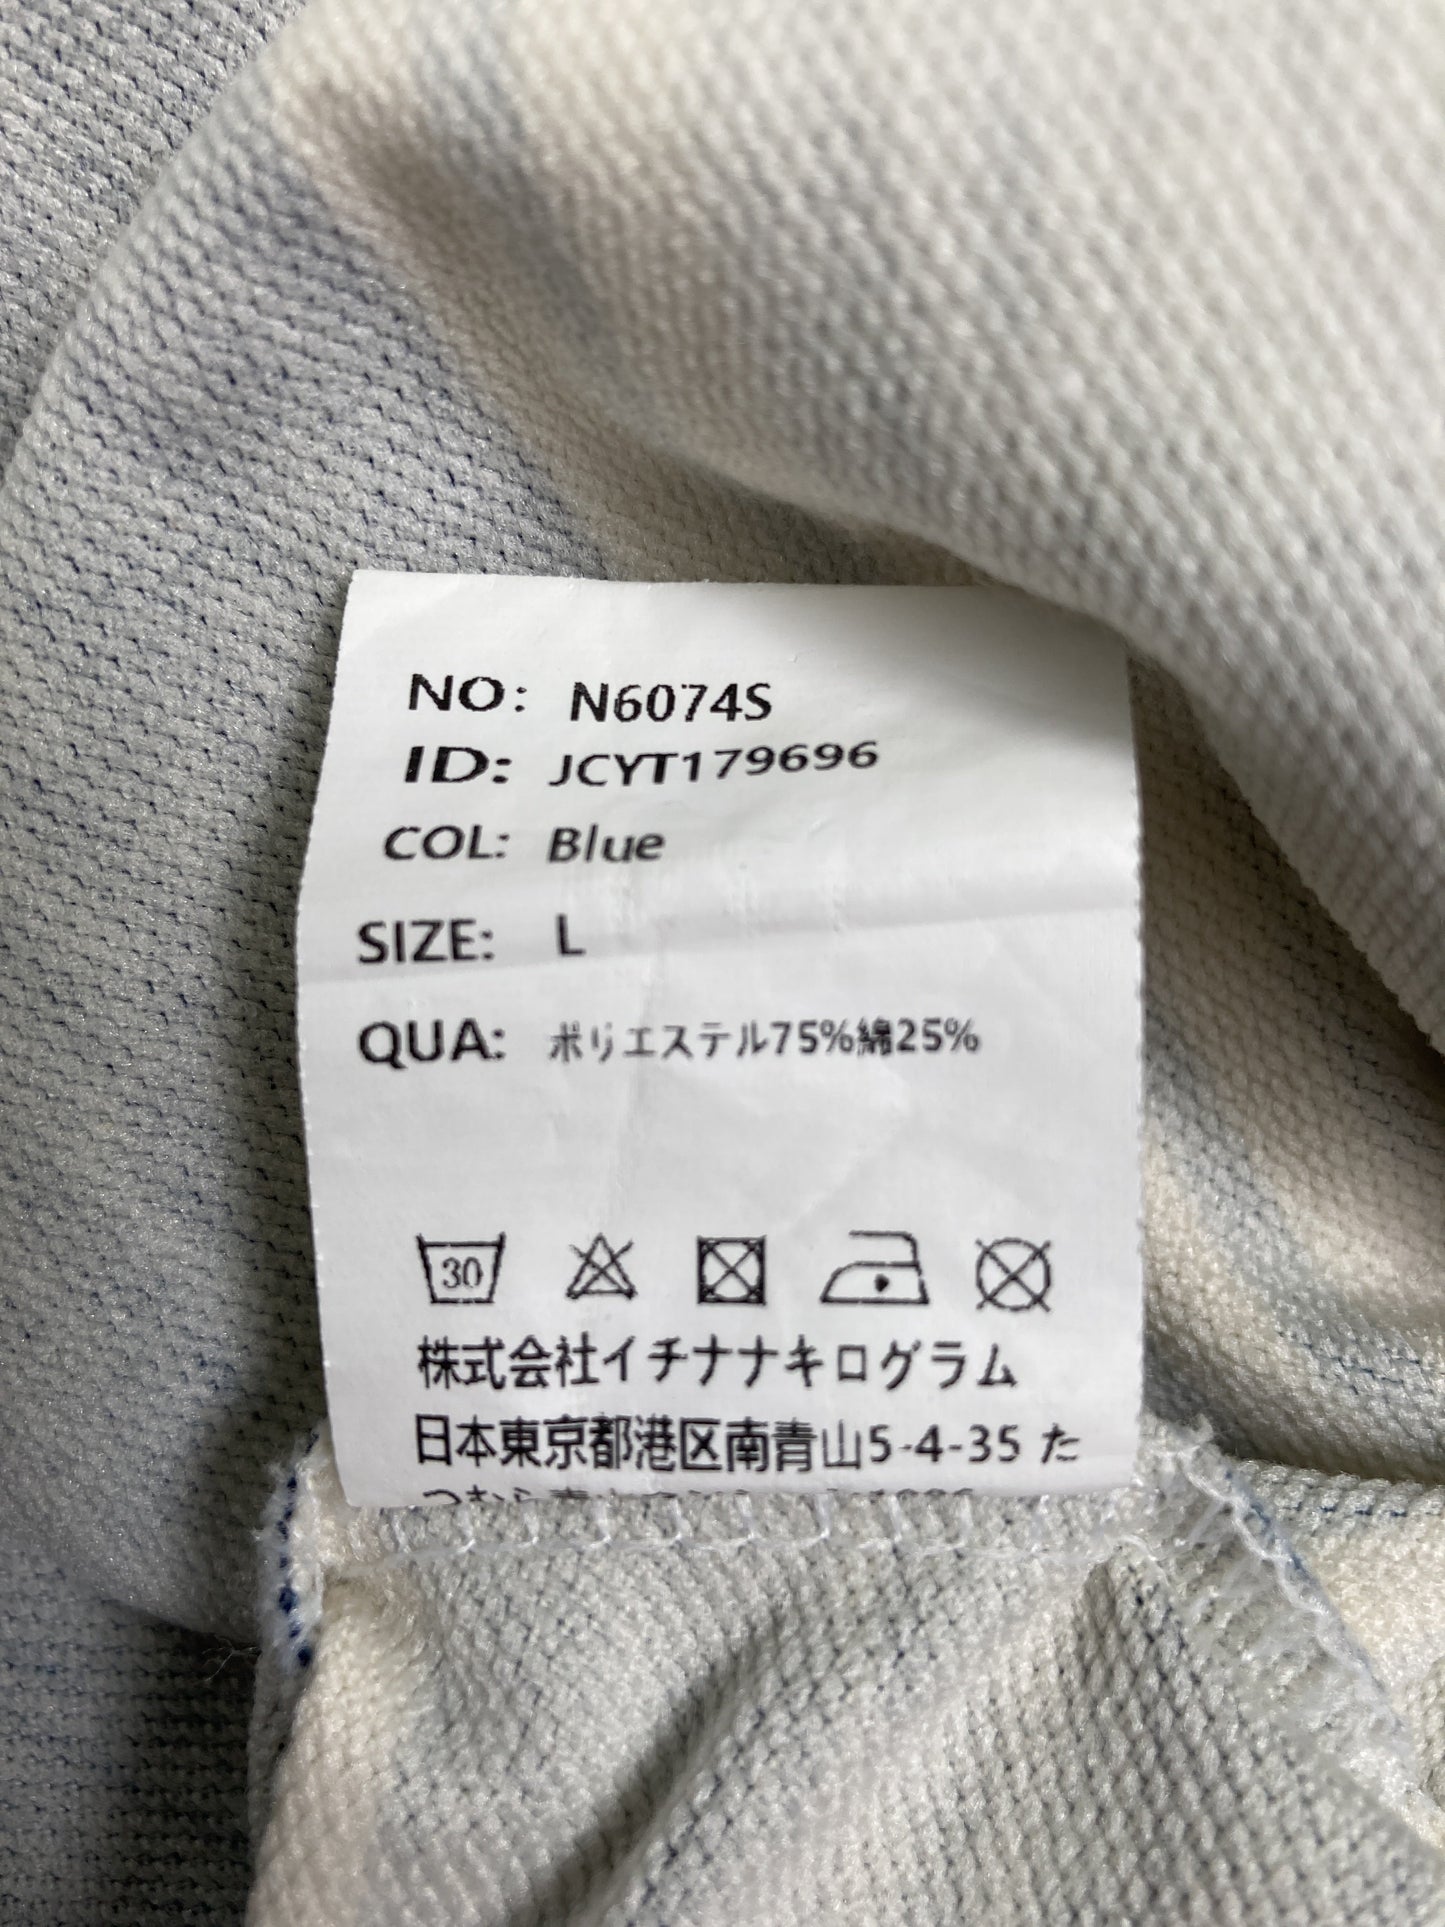 NO: N6074S
ID: JCYT179696
COL: Blue
SIZE: L
QUA: ポリエステル75%綿25%
30
株式会社イチナナキログラム
日本東京都港区南青山5-4-35 た